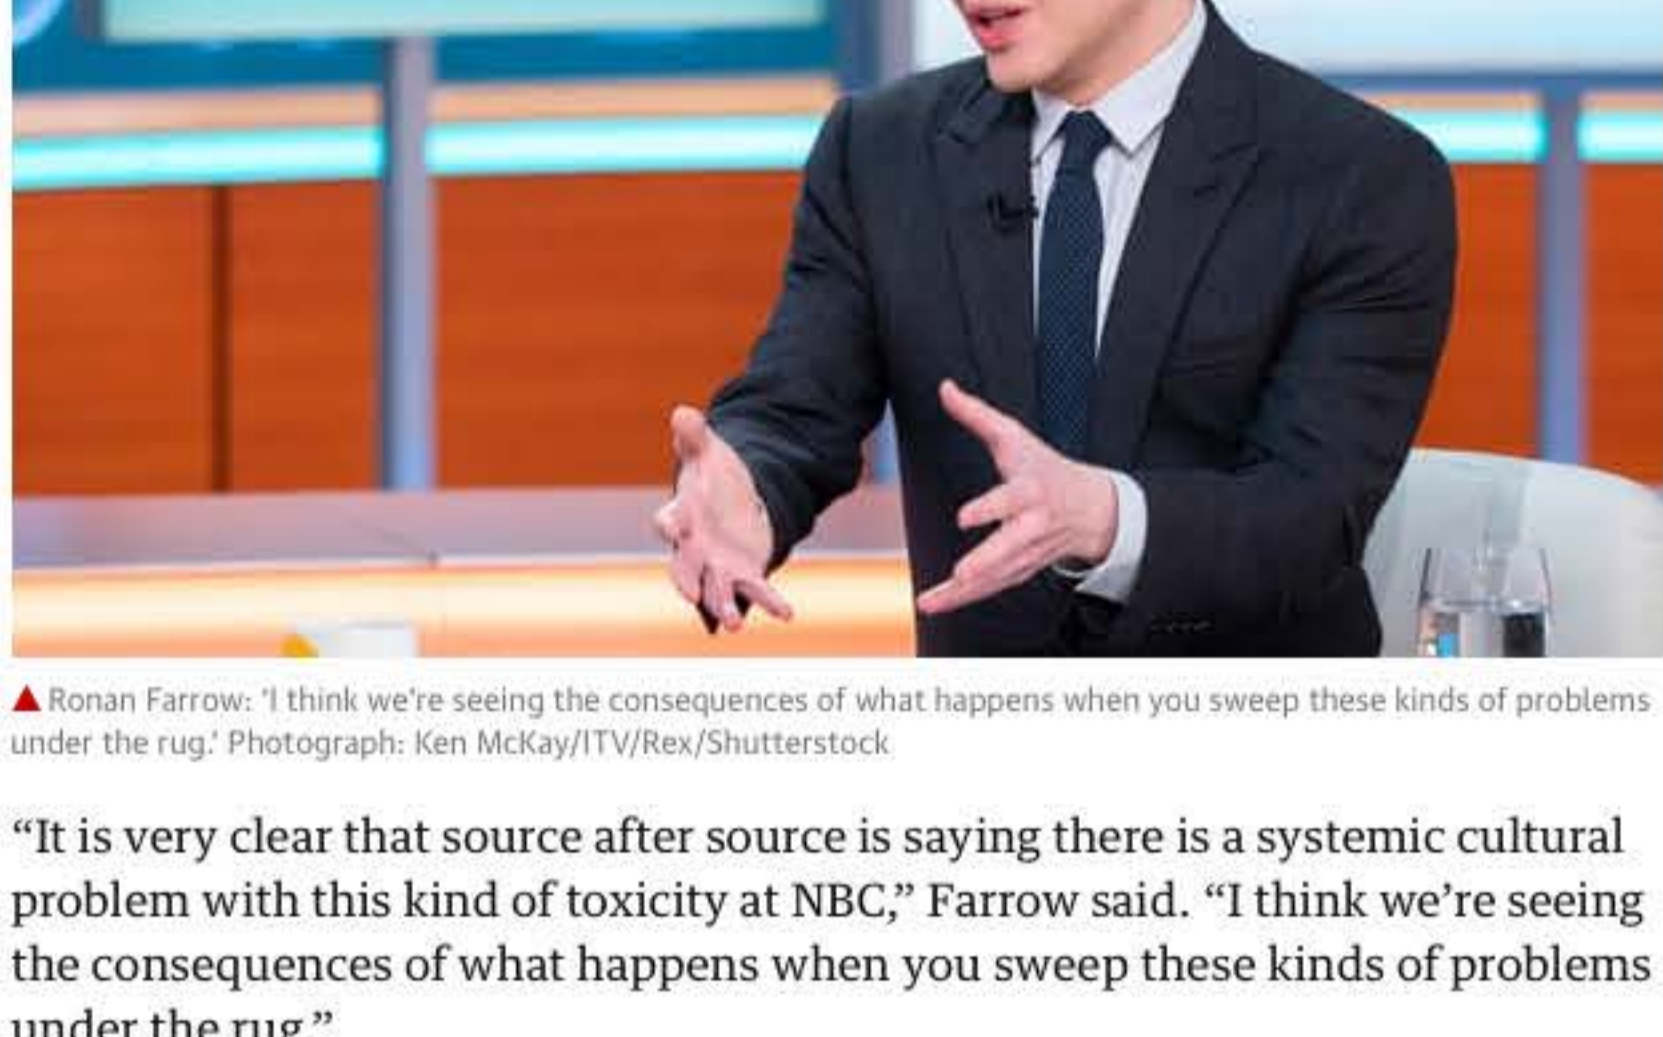 Ronan Farrow: 'I think we're seeing the consequences of what happens when you sweep these kinds of problems
under the rug.' Photograph: Ken McKay/ITV/Rex/Shutterstock
“It is very clear that source after source is saying there is a systemic cultural
problem with this kind of toxicity at NBC,” Farrow said. “I think we’re seeing
the consequences of what happens when you sweep these kinds of problems
under the rug.”